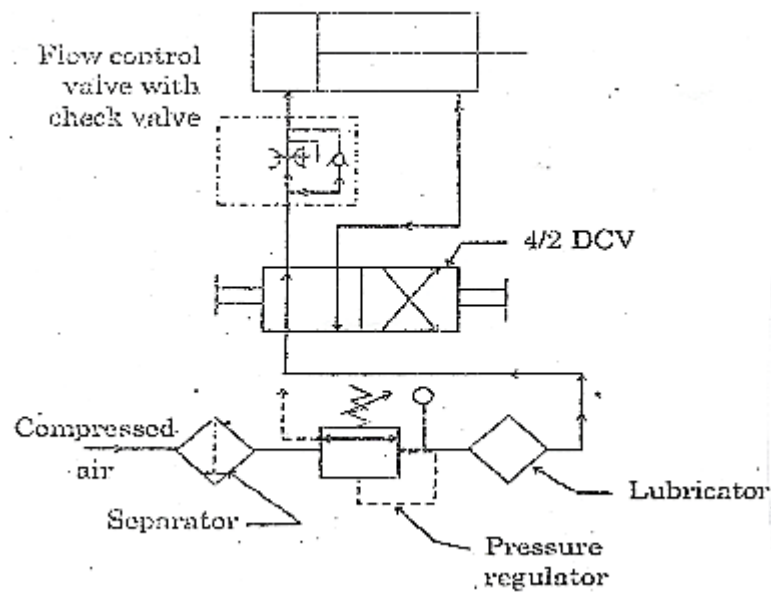 Flow control
valve with
check valve
4/2 DCV
Compressed
air
Separator
Lubricator
Pressure
regulator